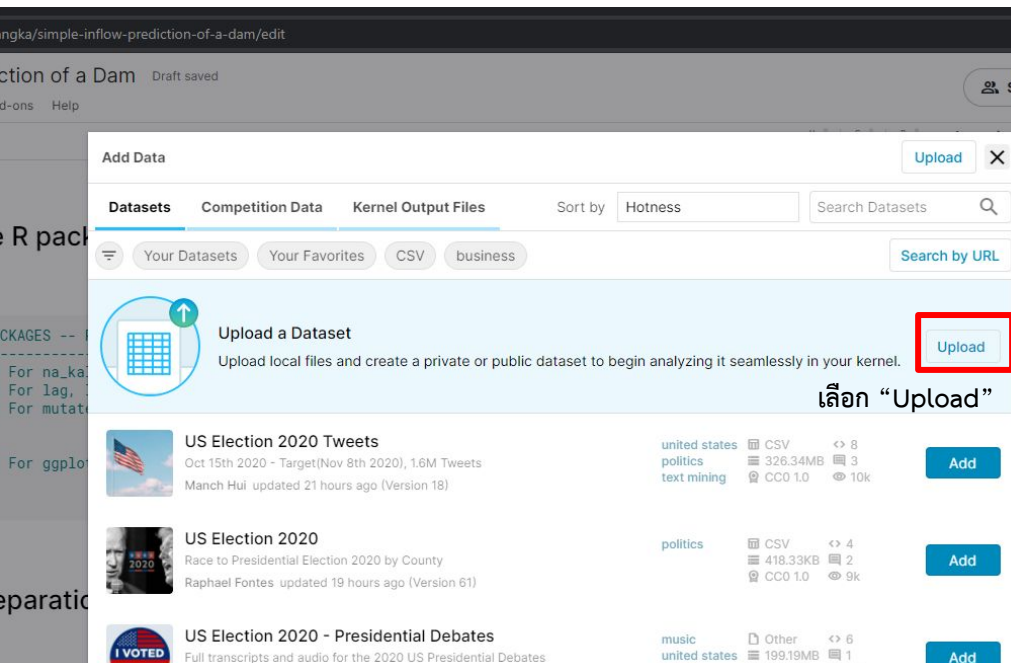 angka/simple-inflow-prediction-of-a-dam/edit
ction of a Dam Draft saved
d-ons Help
Add Data Upload
Datasets Competition Data Kernel Output Files Sort by Hotness Search Datasets
e R pack
Your Datasets Your Favorites CSV business Search by URL
CKAGES --
Upload a Dataset
Upload local files and create a private or public dataset to begin analyzing it seamlessly in your kernel. Upload
For na_ka
For lag,
For mutate
เลือก “Upload”
For ggplo
US Election 2020 Tweets
Oct 15th 2020 - Target(Nov 8th 2020), 1.6M Tweets
Manch Hui updated 21 hours ago (Version 18)
united states CSV <> 8
politics 326.34MB 3
text mining CC0 1.0 10k
Add
2020
US Election 2020
Race to Presidential Election 2020 by County
Raphael Fontes updated 19 hours ago (Version 61)
politics CSV <> 4
418.33KB 2
CC0 1.0 9k
Add
eparatio
I VOTED
US Election 2020 - Presidential Debates
Full transcripts and audio for the 2020 US Presidential Debates
music Other <> 6
united states 199.19MB 1
Add